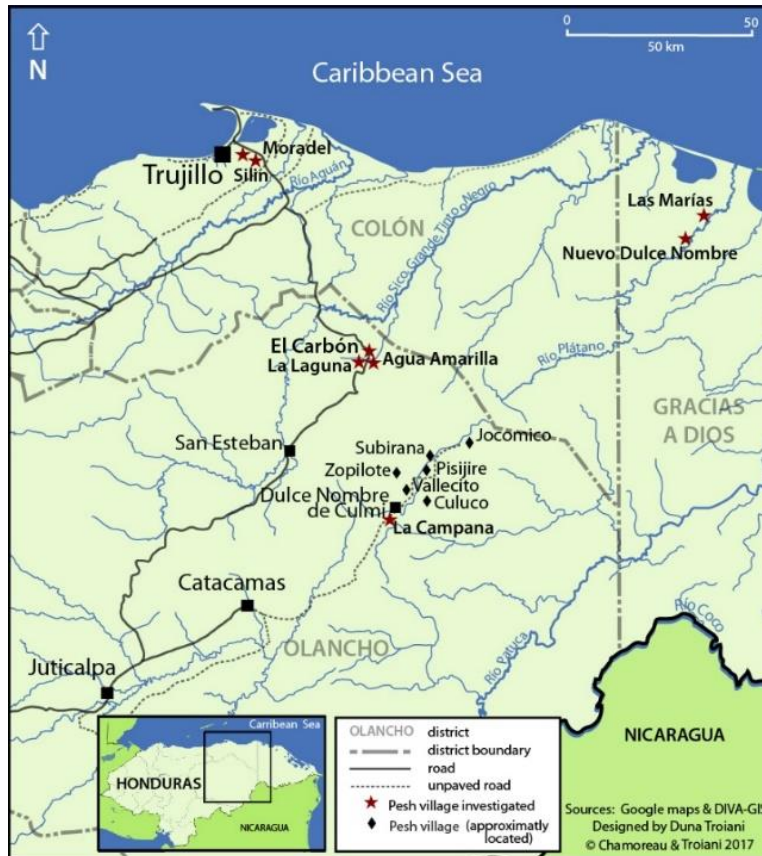 N
0 50
50 km
Caribbean Sea
Trujillo
Moradel
Silin
Río Aguán
COLÓN
Río Sico Grande Tinto o Negro
Las Marías
Nuevo Dulce Nombre
El Carbón
La Laguna
Agua Amarilla
Río Plátano
GRACIAS
A DIOS
San Esteban
Subirana
Jocómico
Zopilote
Pisijire
Vallecito
Dulce Nombre
de Culmi
Culuco
La Campana
Catacamas
OLANCHO
Río Patuca
Río Coco
Juticalpa
NICARAGUA
Carribean Sea
HONDURAS
NICARAGUA
OLANCHO district
district boundary
road
unpaved road
Pesh village investigated
Pesh village (approximatly
located)
Sources: Google maps & DIVA-GIS
Designed by Duna Troiani
© Chamoreau & Troiani 2017